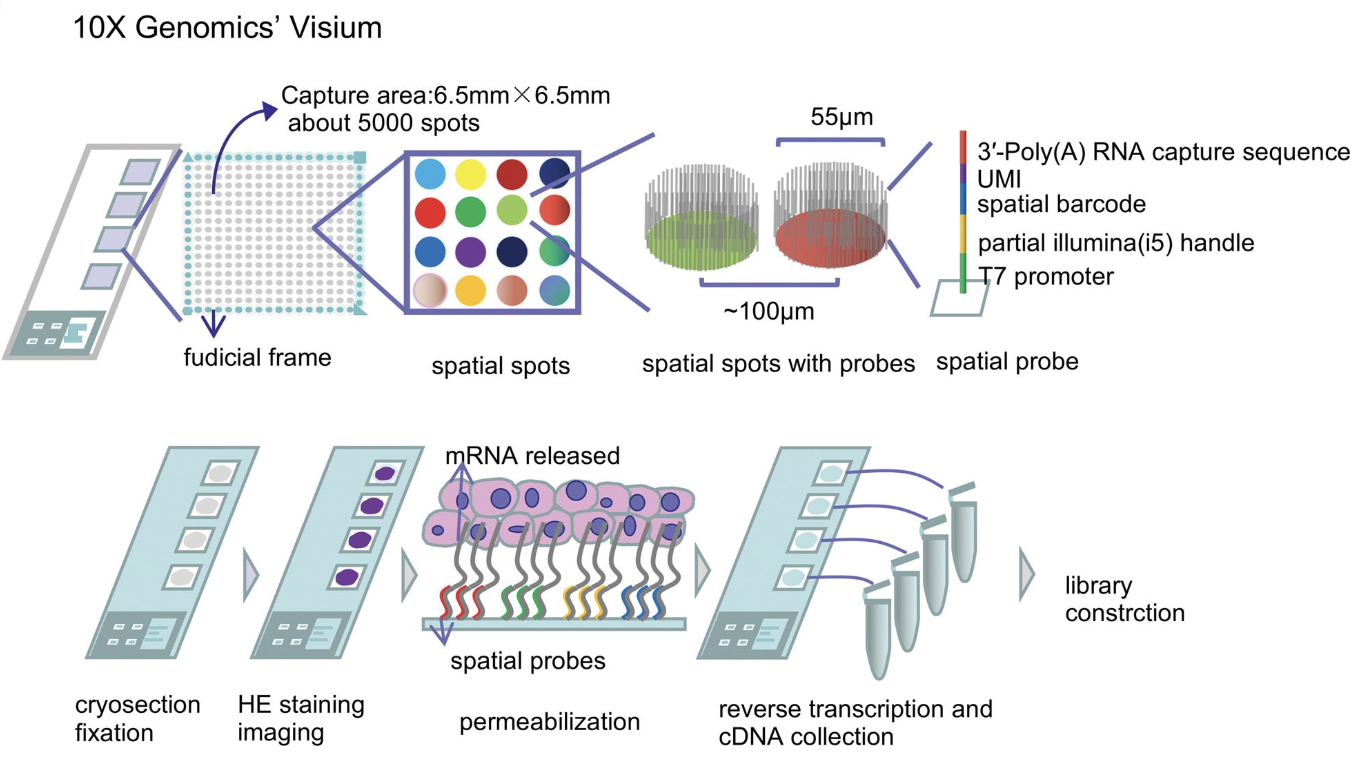 10X Genomics’ Visium
Capture area:6.5mm×6.5mm
about 5000 spots
55μm
3′-Poly(A) RNA capture sequence
UMI
spatial barcode
partial illumina(i5) handle
T7 promoter
~100μm
fudicial frame
spatial spots
spatial spots with probes
spatial probe
mRNA released
spatial probes
library
constrction
cryosection
fixation
HE staining
imaging
permeabilization
reverse transcription and
cDNA collection